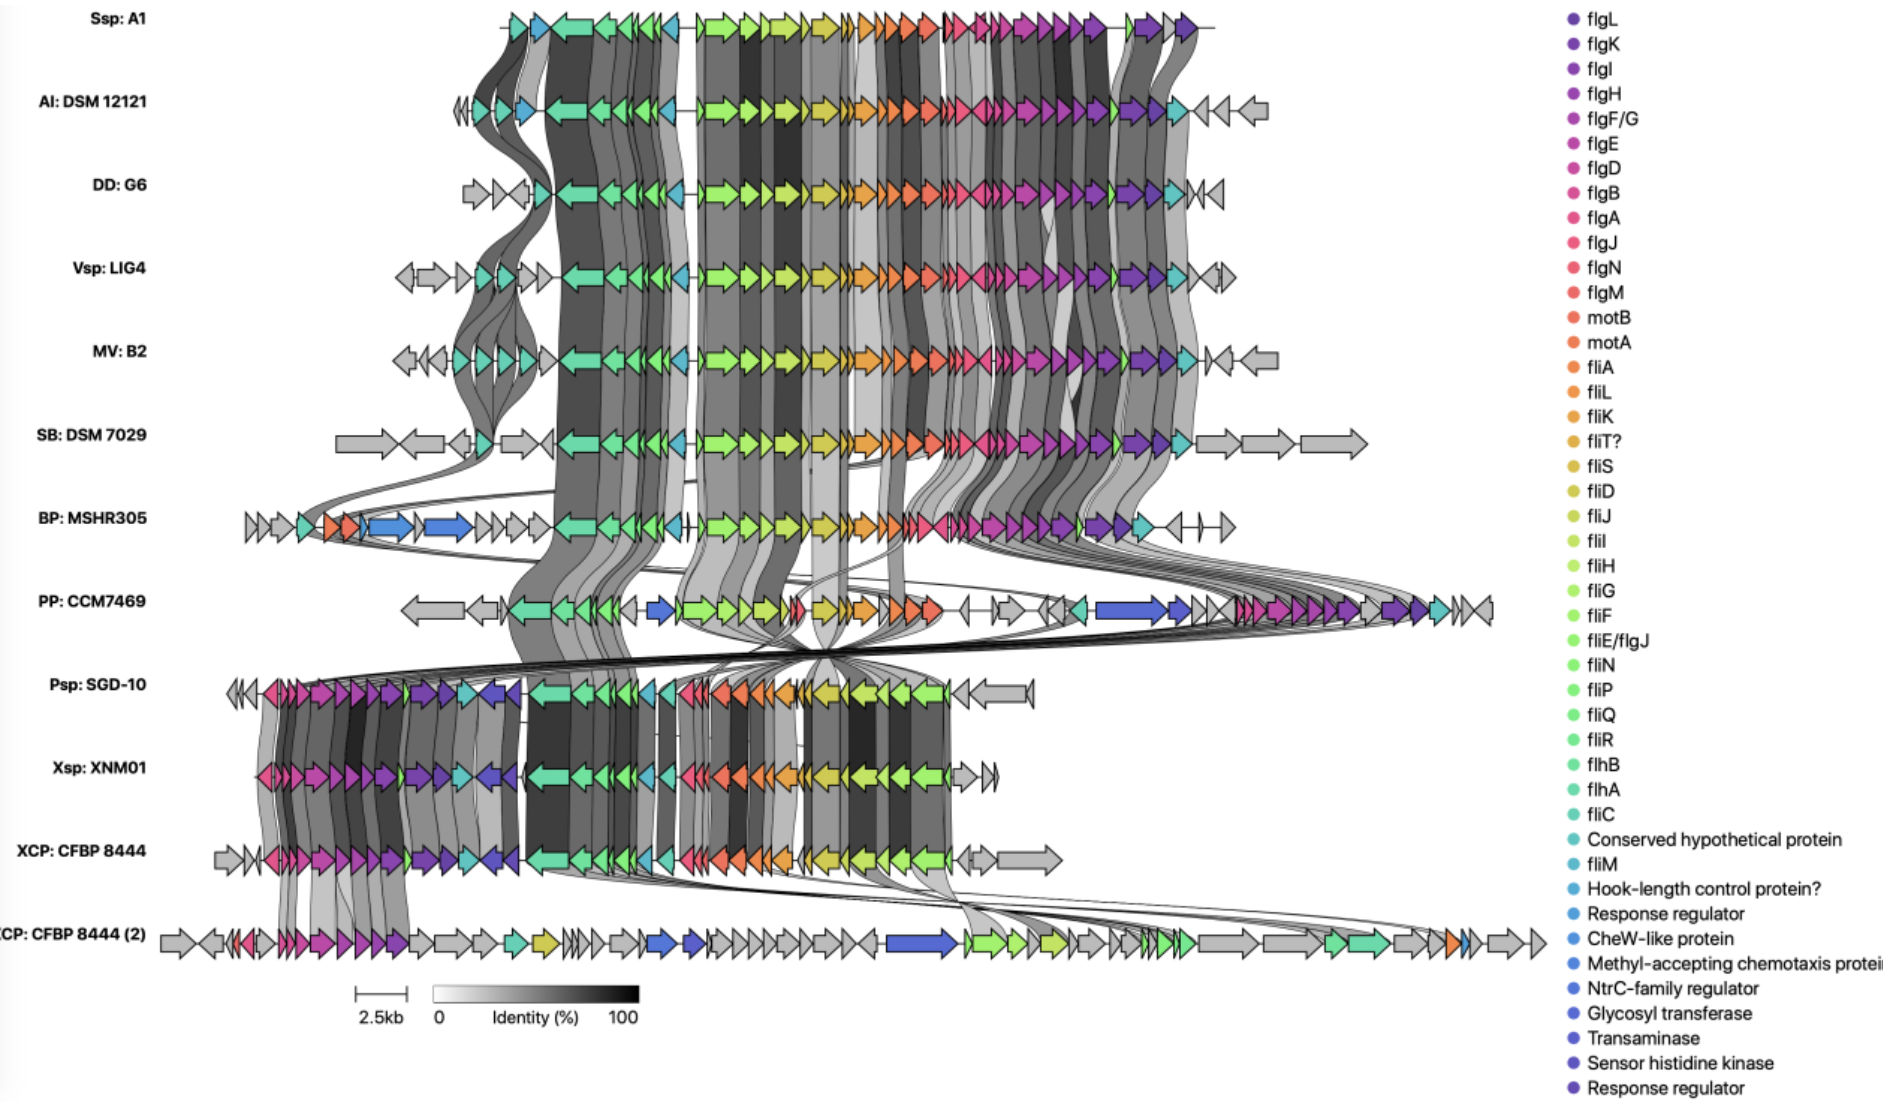 Ssp: A1
AI: DSM 12121
DD: G6
Vsp: LIG4
MV: B2
SB: DSM 7029
BP: MSHR305
PP: CCM7469
Psp: SGD-10
Xsp: XNM01
XCP: CFBP 8444
CP: CFBP 8444 (2)
2.5kb
0 Identity (%) 100
flgL
flgK
flgI
flgH
flgF/G
flgE
flgD
flgB
flgA
flgJ
flgN
flgM
motB
motA
fliA
fliL
fliK
fliT?
fliS
fliD
fliJ
fliI
fliH
fliG
fliF
fliE/flgJ
fliN
fliP
fliQ
fliR
flhB
flhA
fliC
Conserved hypothetical protein
fliM
Hook-length control protein?
Response regulator
CheW-like protein
Methyl-accepting chemotaxis protei
NtrC-family regulator
Glycosyl transferase
Transaminase
Sensor histidine kinase
Response regulator